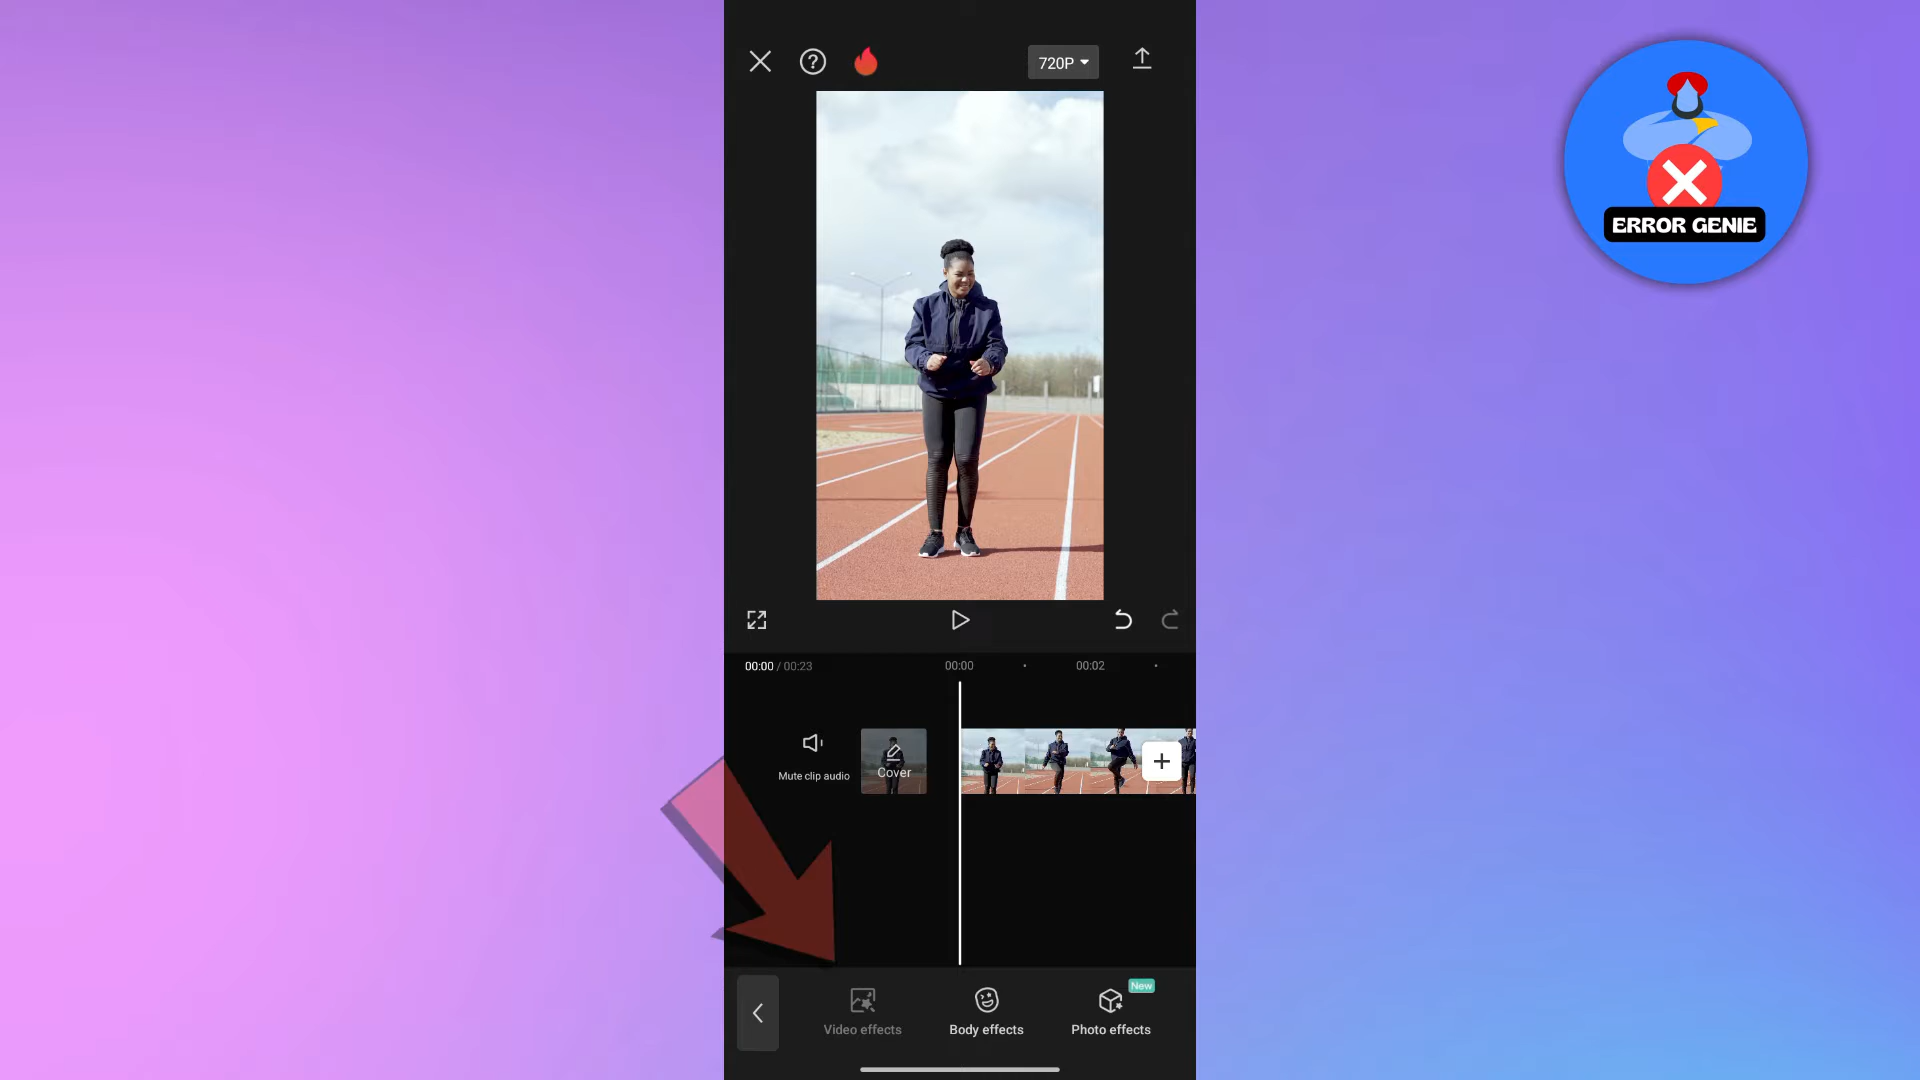 720P
ERROR GENIE
00:00 / 00:23
00:00
00:02
Mute clip audio
Cover
New
Video effects
Body effects
Photo effects